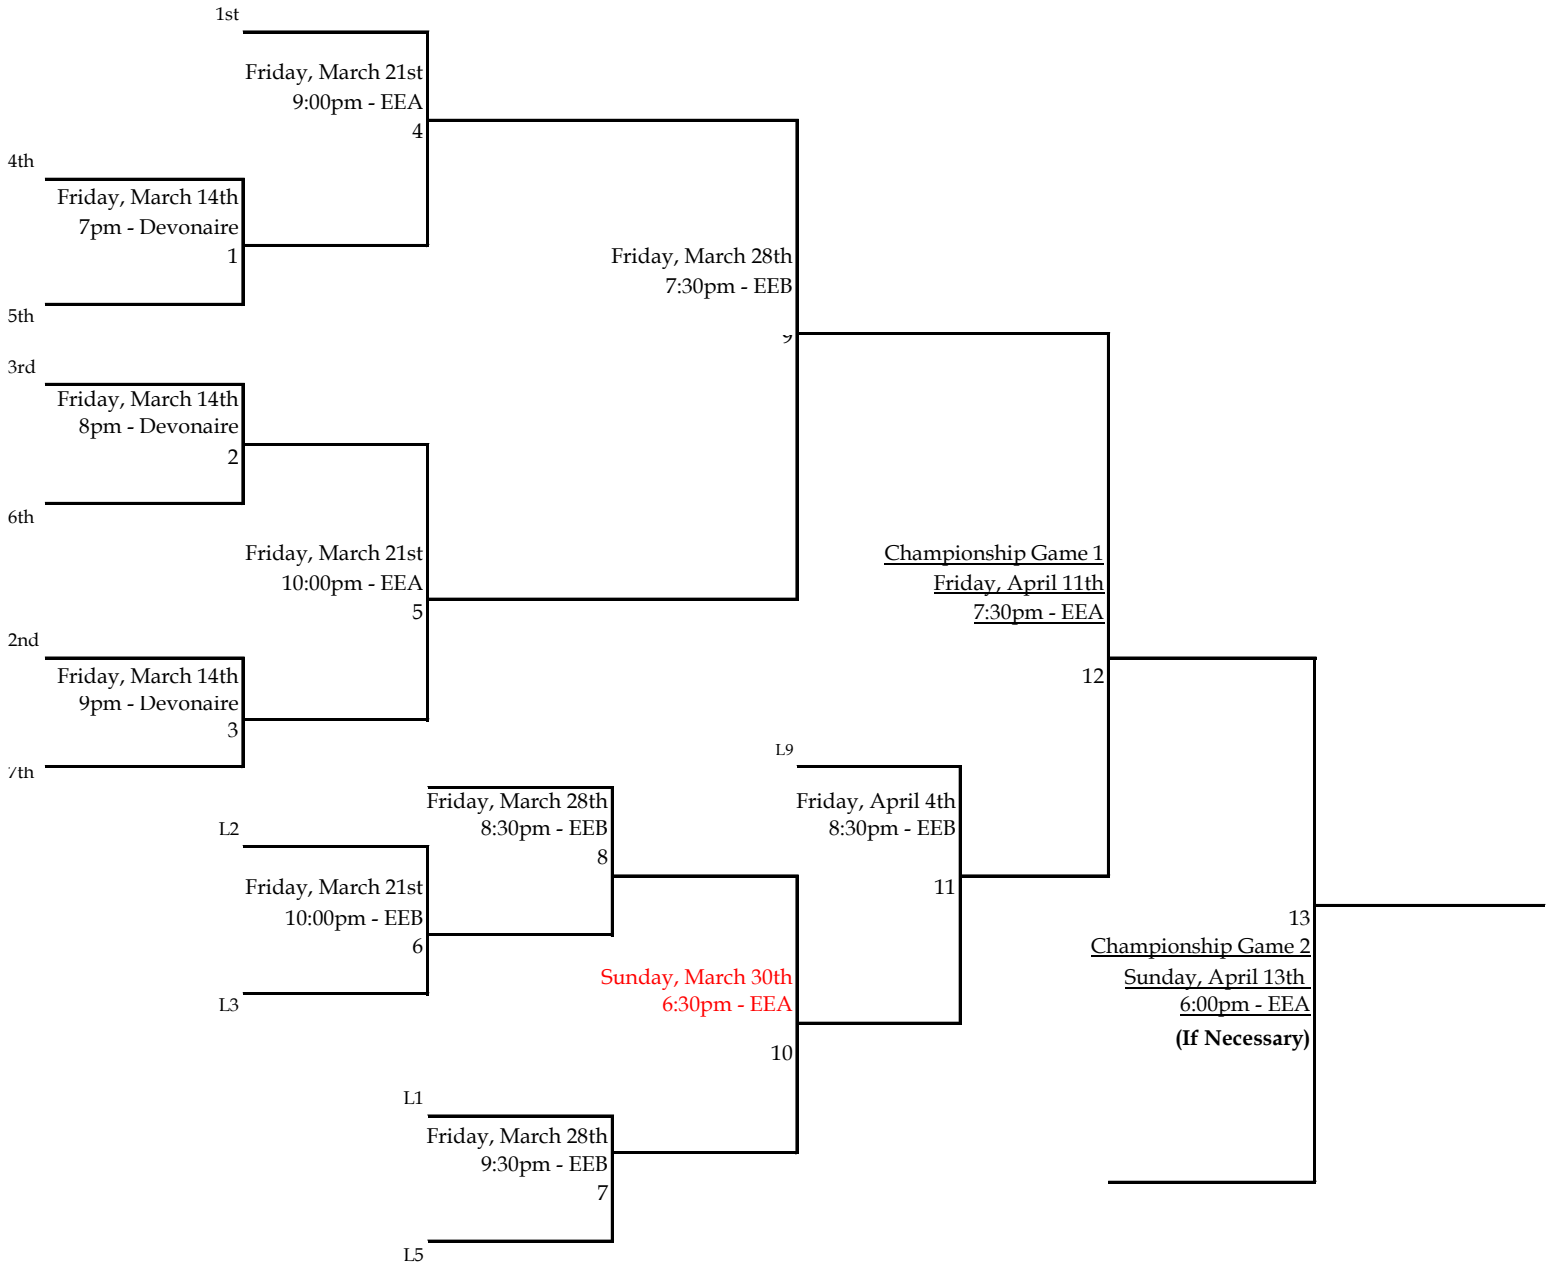 1st
Friday, March 21st
9:00pm - EEA
4
4th
Friday, March 14th
7pm - Devonaire
1
5th
Friday, March 28th
7:30pm - EEB
9
3rd
Friday, March 14th
8pm - Devonaire
2
6th
Friday, March 21st
10:00pm - EEA
5
Championship Game 1
Friday, April 11th
7:30pm - EEA
12
2nd
Friday, March 14th
9pm - Devonaire
3
7th
L9
Friday, March 28th
8:30pm - EEB
8
Friday, April 4th
8:30pm - EEB
11
L2
Friday, March 21st
10:00pm - EEB
6
L3
Sunday, March 30th
6:30pm - EEA
10
13
Championship Game 2
Sunday, April 13th
6:00pm - EEA
(If Necessary)
L1
Friday, March 28th
9:30pm - EEB
7
L5